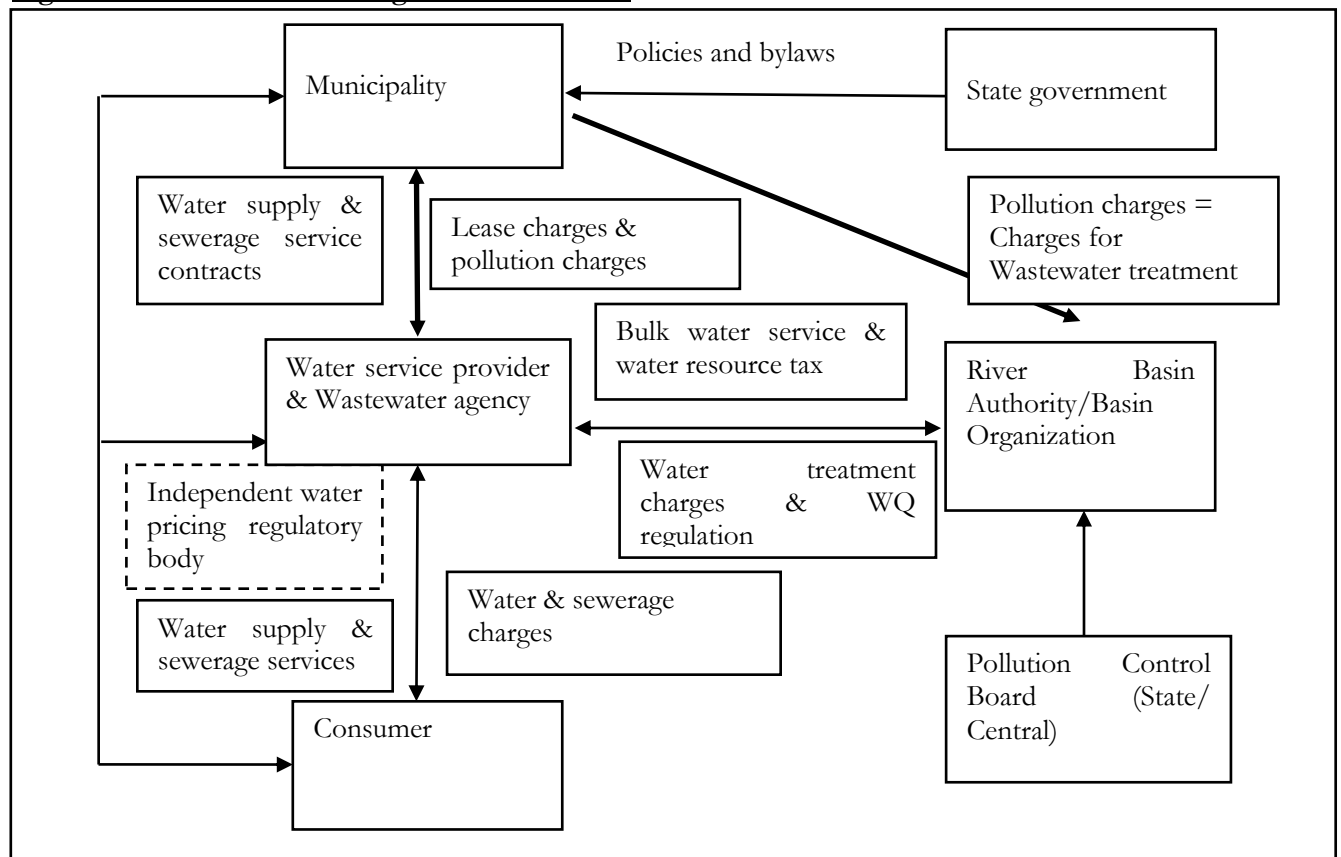 Policies and bylaws
Municipality
State government
Water supply &
sewerage service
contracts
Lease charges &
pollution charges
Pollution charges =
Charges for
Wastewater treatment
Bulk water service &
water resource tax
Water service provider
& Wastewater agency
River Basin
Authority/Basin
Organization
Water treatment
charges & WQ
regulation
Independent water
pricing regulatory
body
Water & sewerage
charges
Water supply &
sewerage services
Pollution Control
Board (State/
Central)
Consumer